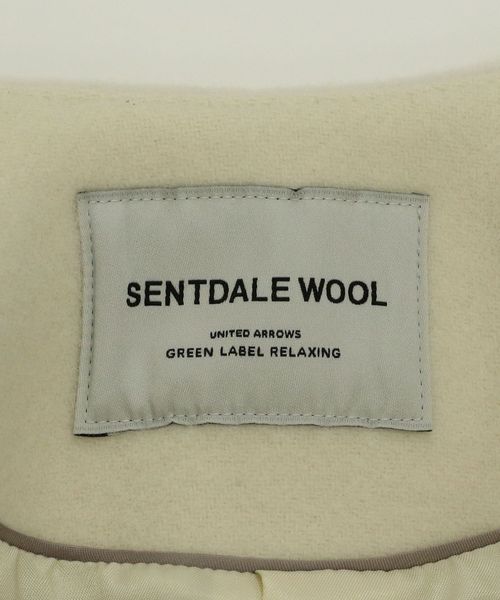 SENTDALE WOOL
UNITED ARROWS
GREEN LABEL RELAXING